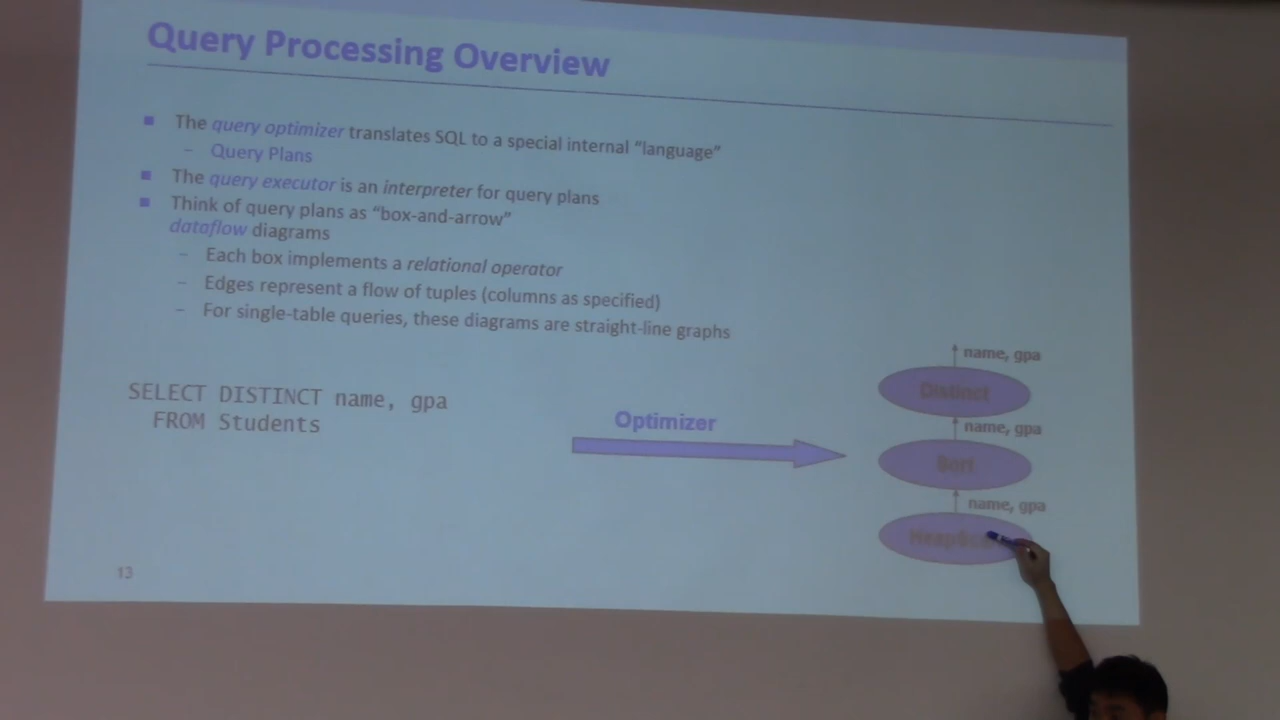 Query Processing Overview
The query optimizer translates SQL to a special internal “language”
– Query Plans
The query executor is an interpreter for query plans
Think of query plans as “box-and-arrow”
dataflow diagrams
– Each box implements a relational operator
– Edges represent a flow of tuples (columns as specified)
– For single-table queries, these diagrams are straight-line graphs
name, gpa
Distinct
SELECT DISTINCT name, gpa
FROM Students
Optimizer
name, gpa
Sort
name, gpa
13